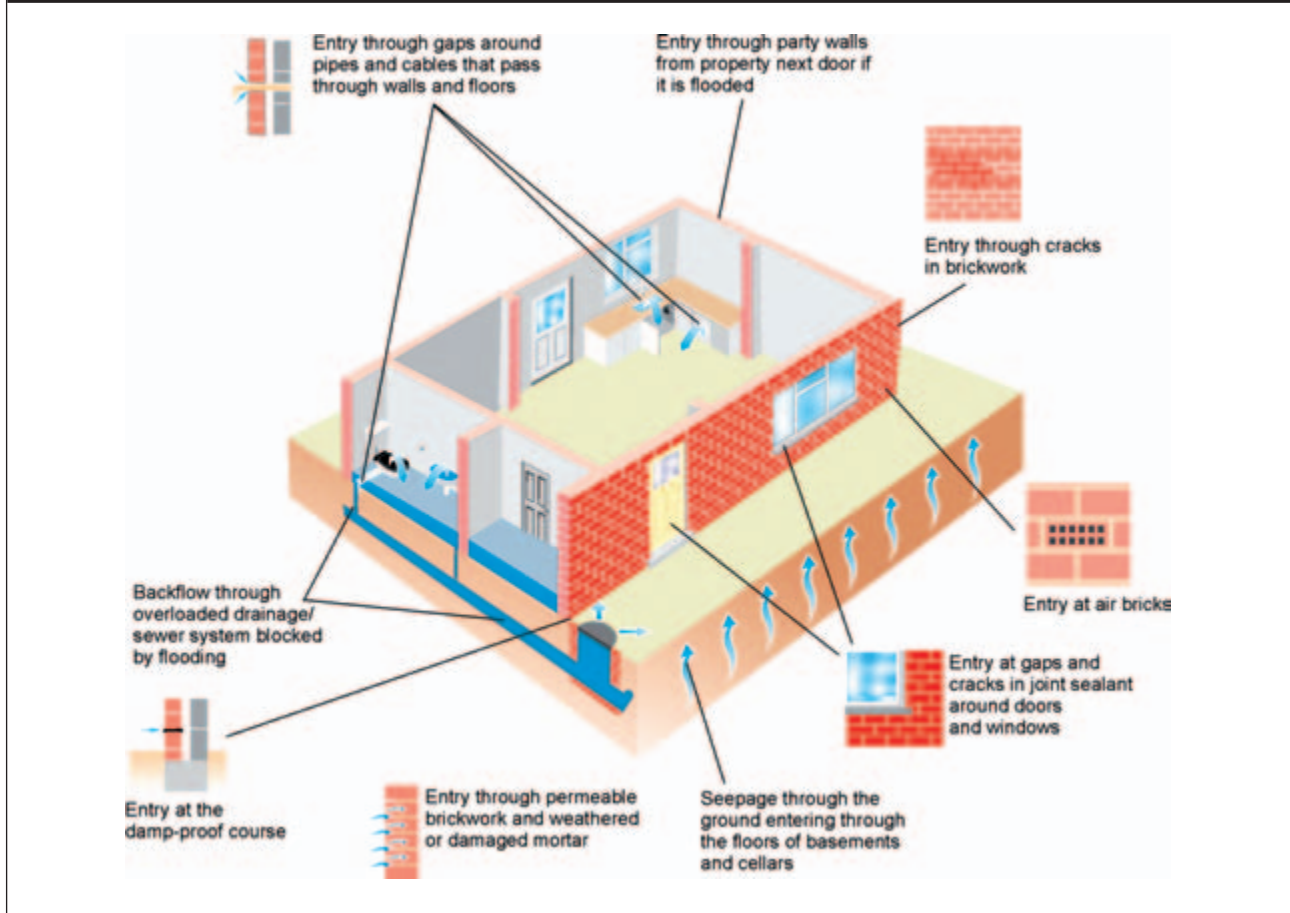 Entry through gaps around
pipes and cables that pass
through walls and floors
Entry through party walls
from property next door if
it is flooded
Entry through cracks
in brickwork
Entry at air bricks
Entry at gaps and
cracks in joint sealant
around doors
and windows
Backflow through
overloaded drainage/
sewer system blocked
by flooding
Entry at the
damp-proof course
Entry through permeable
brickwork and weathered
or damaged mortar
Seepage through the
ground entering through
the floors of basements
and cellars